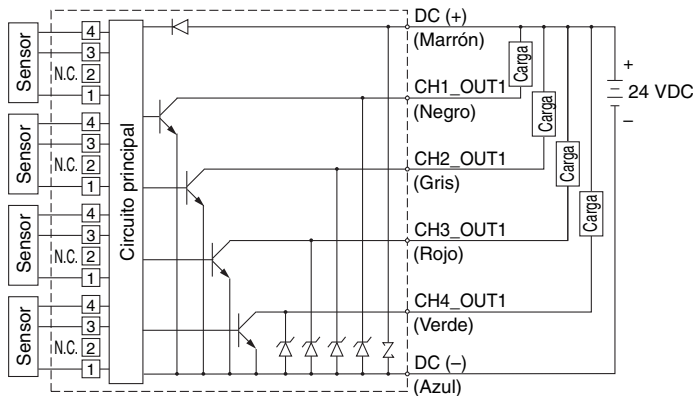 DC (+)
(Marrón)
Sensor
4
3
N.C. 2
1
Carga
+
24 VDC
–
CH1_OUT1
(Negro)
Carga
Sensor
4
3
N.C. 2
1
Circuito principal
CH2_OUT1
(Gris)
Carga
Sensor
4
3
N.C. 2
1
CH3_OUT1
(Rojo)
Carga
Sensor
4
3
N.C. 2
1
CH4_OUT1
(Verde)
DC (–)
(Azul)